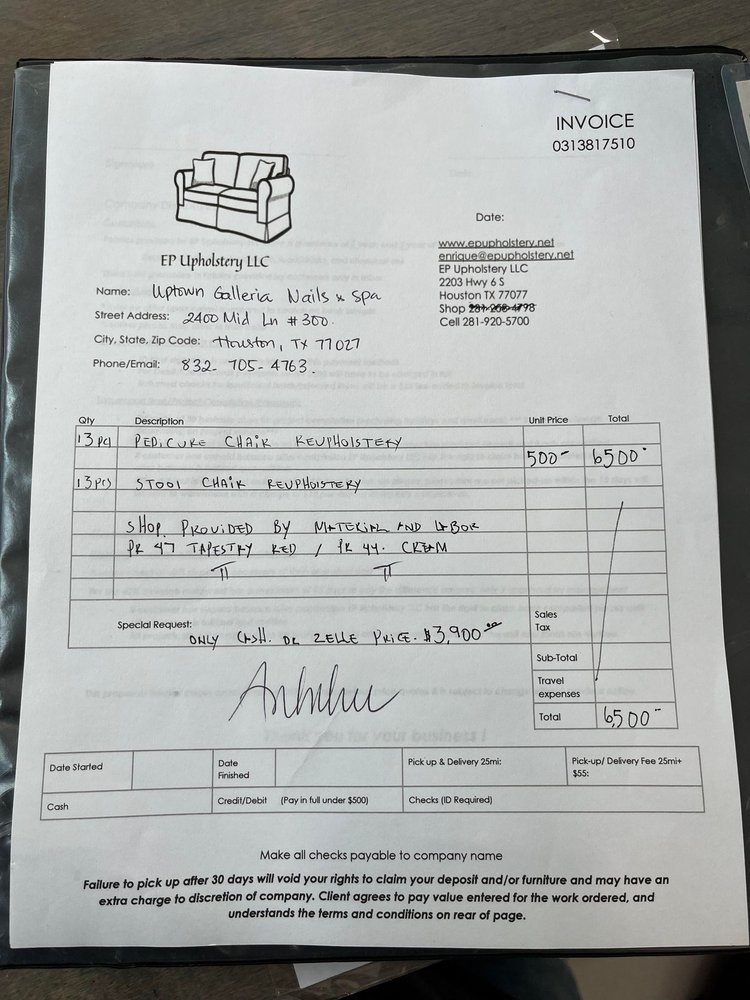 INVOICE
0313817510
EP Upholstery LLC
Date:
www.epupholstery.net
enrique@epupholstery.net
EP Upholstery LLC
2203 Hwy 6 S
Houston TX 77077
Shop 281-258-4798
Cell 281-920-5700
Name: Uptown Galleria Nails & Spa
Street Address: 2400 Mid Ln #300.
City, State, Zip Code: Houston, TX 77027
Phone/Email: 832-705-4763.
Qty Description Unit Price Total
13 pcs PEDICURE CHAIR REUPHOLSTERY
500- 6500-
13 pcs STOOL CHAIR REUPHOLSTERY
SHOP. PROVIDED BY MATERIAL AND LABOR
PR 47 TAPESTRY RED / PR 44. CREAM
Special Request: ONLY CASH. OR ZELLE PRICE. $3,900 00
Sales Tax
Sub-Total
Travel expenses
Total 6,500-
Date Started
Date Finished
Pick up & Delivery 25mi:
Pick-up/ Delivery Fee 25mi+ $55:
Cash
Credit/Debit (Pay in full under $500)
Checks (ID Required)
Make all checks payable to company name
Failure to pick up after 30 days will void your rights to claim your deposit and/or furniture and may have an
extra charge to discretion of company. Client agrees to pay value entered for the work ordered, and
understands the terms and conditions on rear of page.